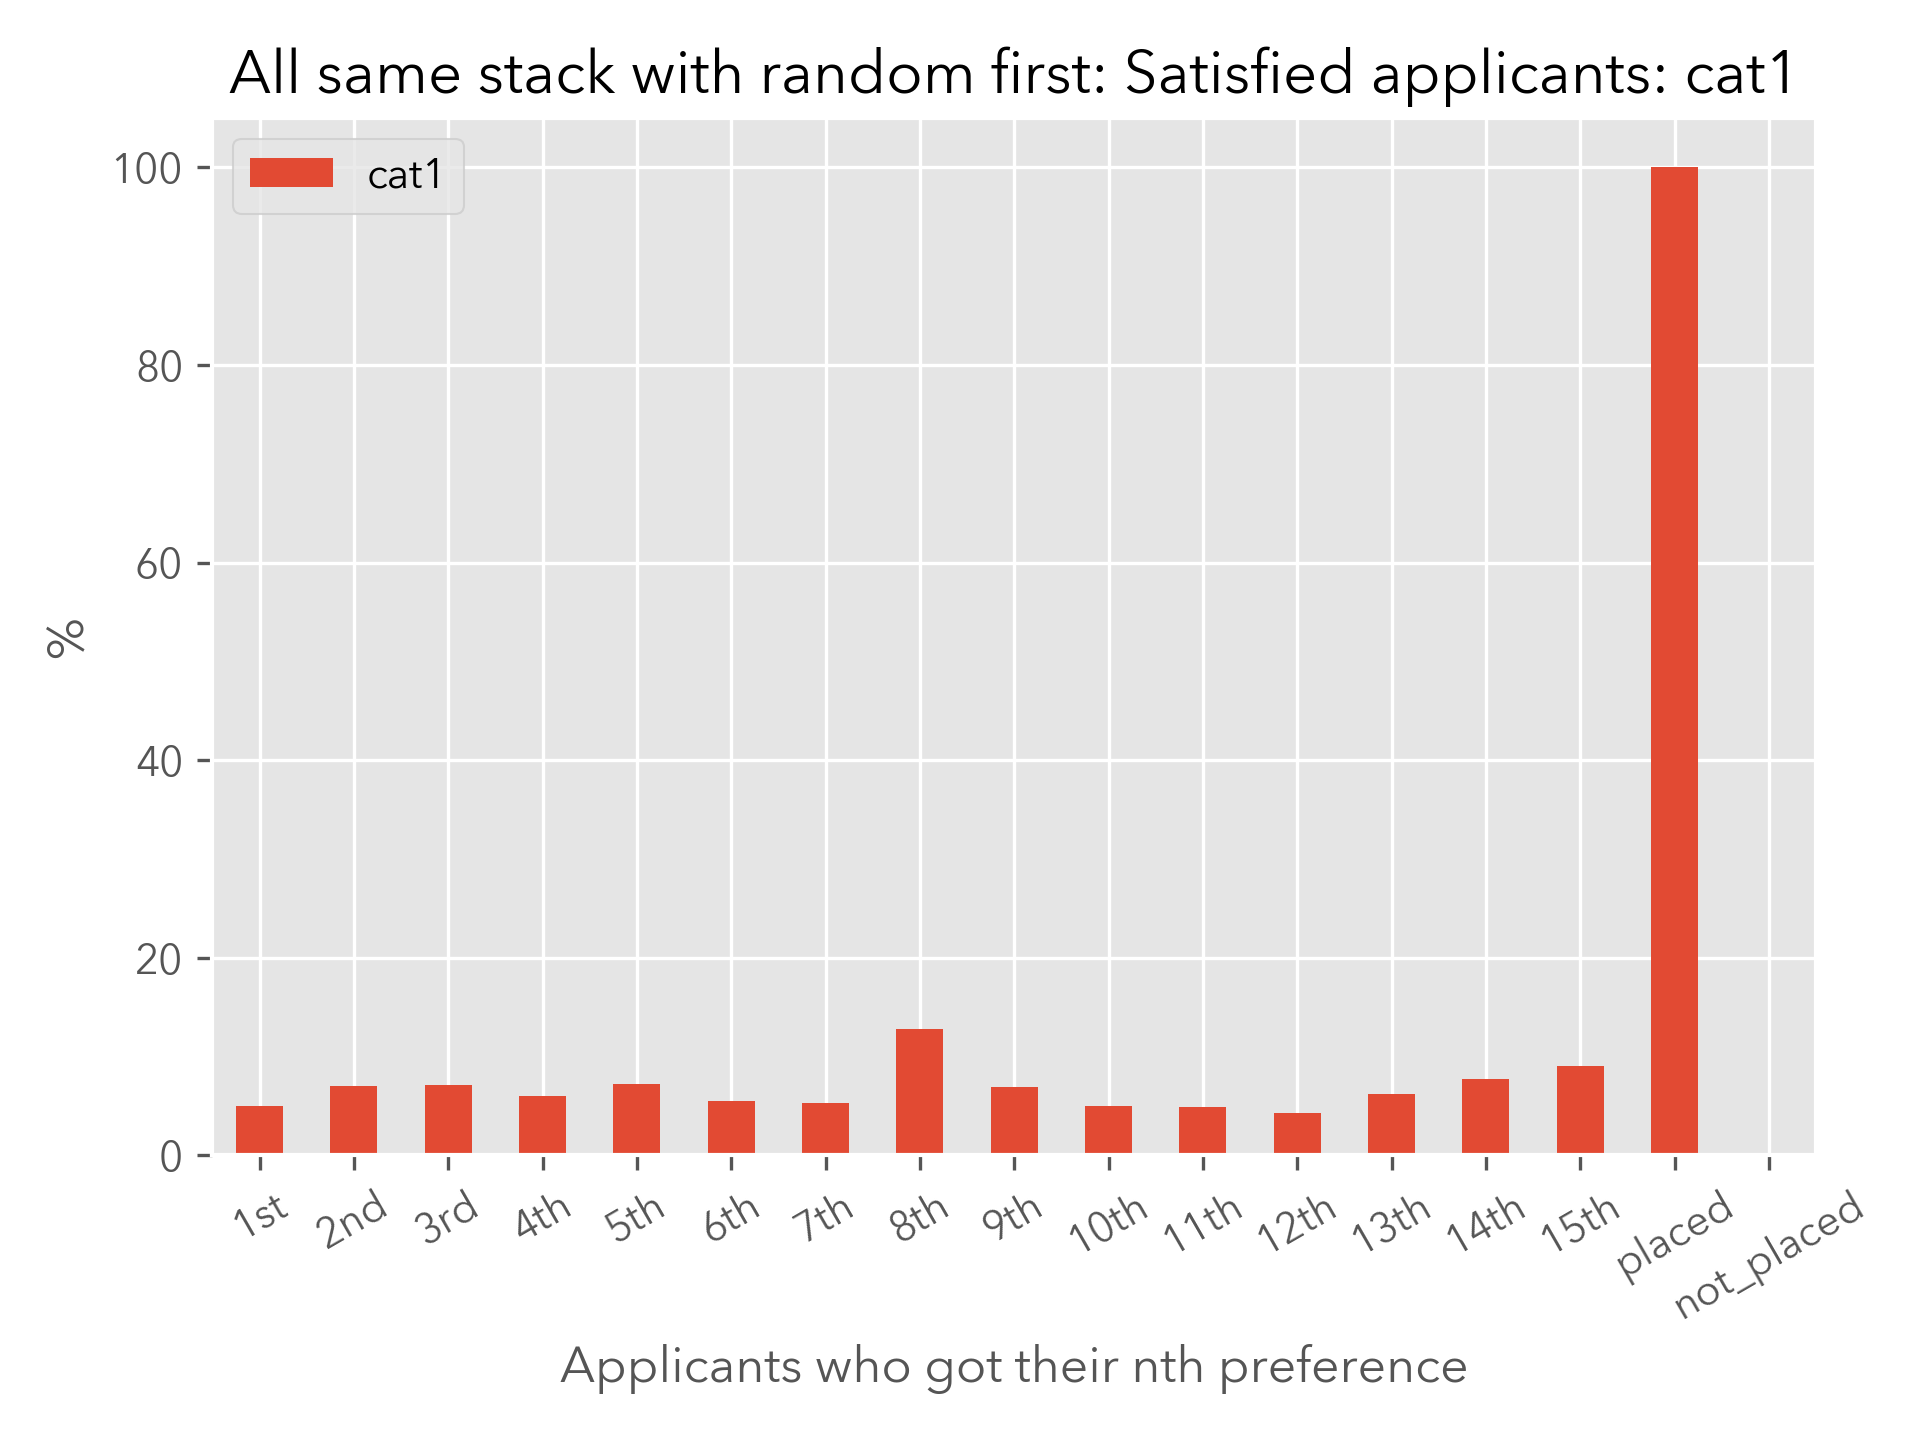 All same stack with random first: Satisfied applicants: cat1
cat1
100
80
60
40
20
0
%
1st 2nd 3rd 4th 5th 6th 7th 8th 9th 10th 11th 12th 13th 14th 15th placed not_placed
Applicants who got their nth preference